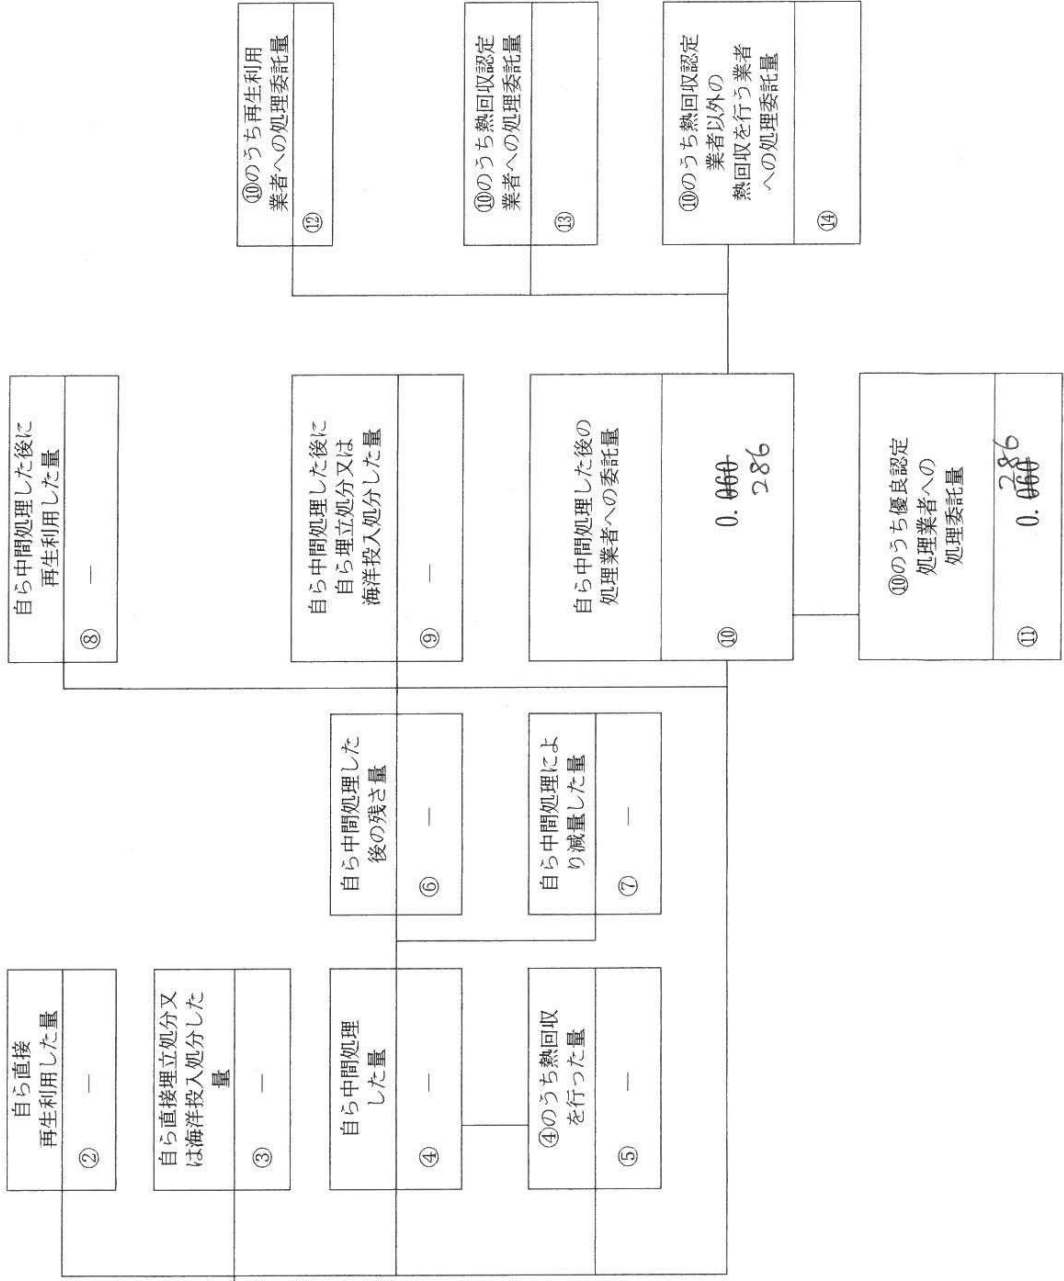 自ら直接
再生利用した量
②
―
自ら直接埋立処分又
は海洋投入処分した
量
③
―
自ら中間処理
した量
④
―
④のうち熱回収
を行った量
⑤
―
自ら中間処理した
後の残さ量
⑥
―
自ら中間処理によ
り減量した量
⑦
―
自ら中間処理した後に
再生利用した量
⑧
―
自ら中間処理した後に
自ら埋立処分又は
海洋投入処分した量
⑨
―
自ら中間処理した後の
処理業者への委託量
⑩
0.060
286
⑩のうち優良認定
処理業者への
処理委託量
286
⑪
0.060
⑩のうち再生利用
業者への処理委託量
⑫
⑩のうち熱回収認定
業者への処理委託量
⑬
⑩のうち熱回収認定
業者以外の
熱回収を行う業者
への処理委託量
⑭